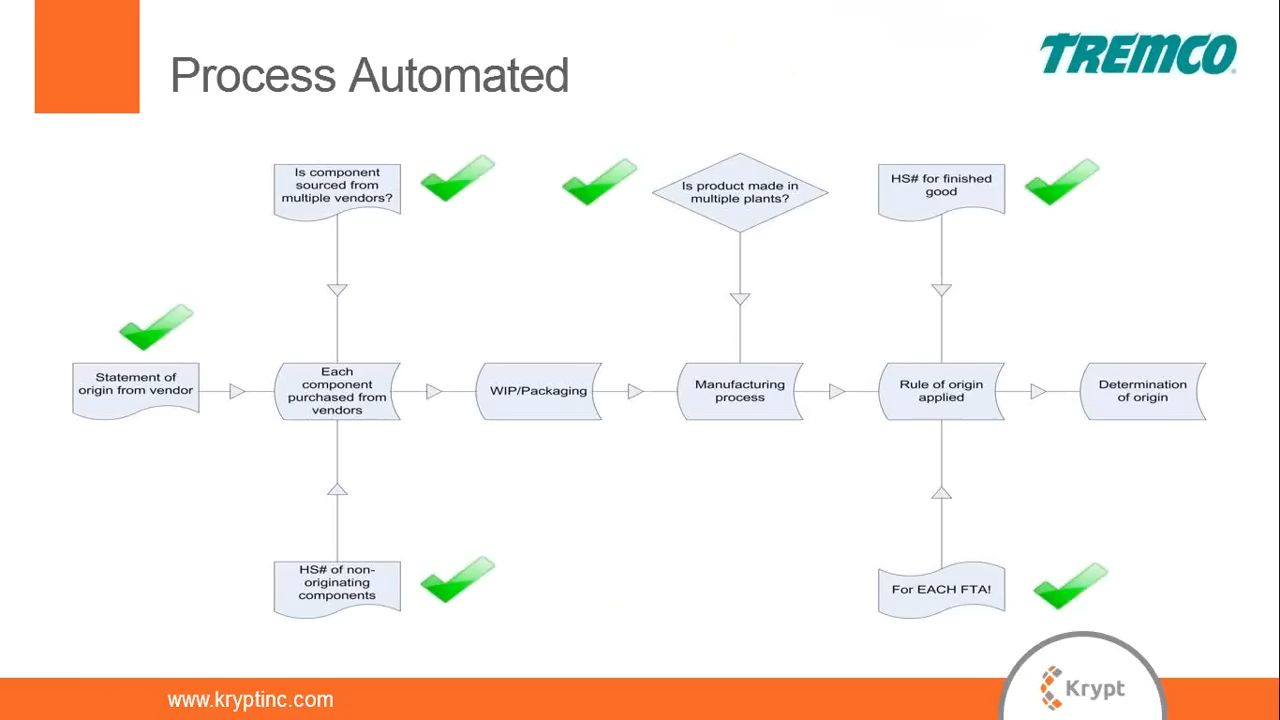 Process Automated
TREMCO
Is component
sourced from
multiple vendors?
Is product made in
multiple plants?
HS# for finished
good
Statement of
origin from vendor
Each
component
purchased from
vendors
WIP/Packaging
Manufacturing
process
Rule of origin
applied
Determination
of origin
HS# of non-
originating
components
For EACH FTA!
www.kryptinc.com
Krypt